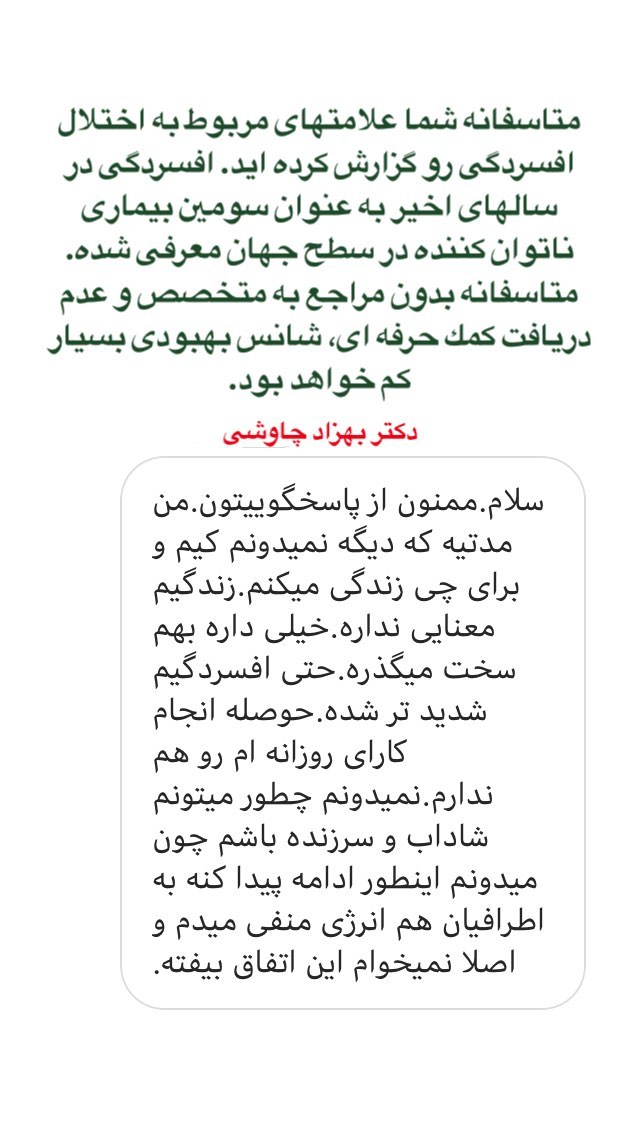 متاسفانه شما علامتهای مربوط به اختلال
افسردگی رو گزارش کرده اید. افسردگی در
سالهای اخیر به عنوان سومین بیماری
ناتوان کننده در سطح جهان معرفی شده.
متاسفانه بدون مراجع به متخصص و عدم
دریافت کمک حرفه ای، شانس بهبودی بسیار
کم خواهد بود.
دکتر بهزاد چاوشی
سلام.ممنون از پاسخگوییتون.من
مدتیه که دیگه نمیدونم کیم و
برای چی زندگی میکنم.زندگیم
معنایی نداره.خیلی داره بهم
سخت میگذره.حتی افسردگیم
شدید تر شده.حوصله انجام
کارای روزانه ام رو هم
ندارم.نمیدونم چطور میتونم
شاداب و سرزنده باشم چون
میدونم اینطور ادامه پیدا کنه به
اطرافیان هم انرژی منفی میدم و
اصلا نمیخوام این اتفاق بیفته.